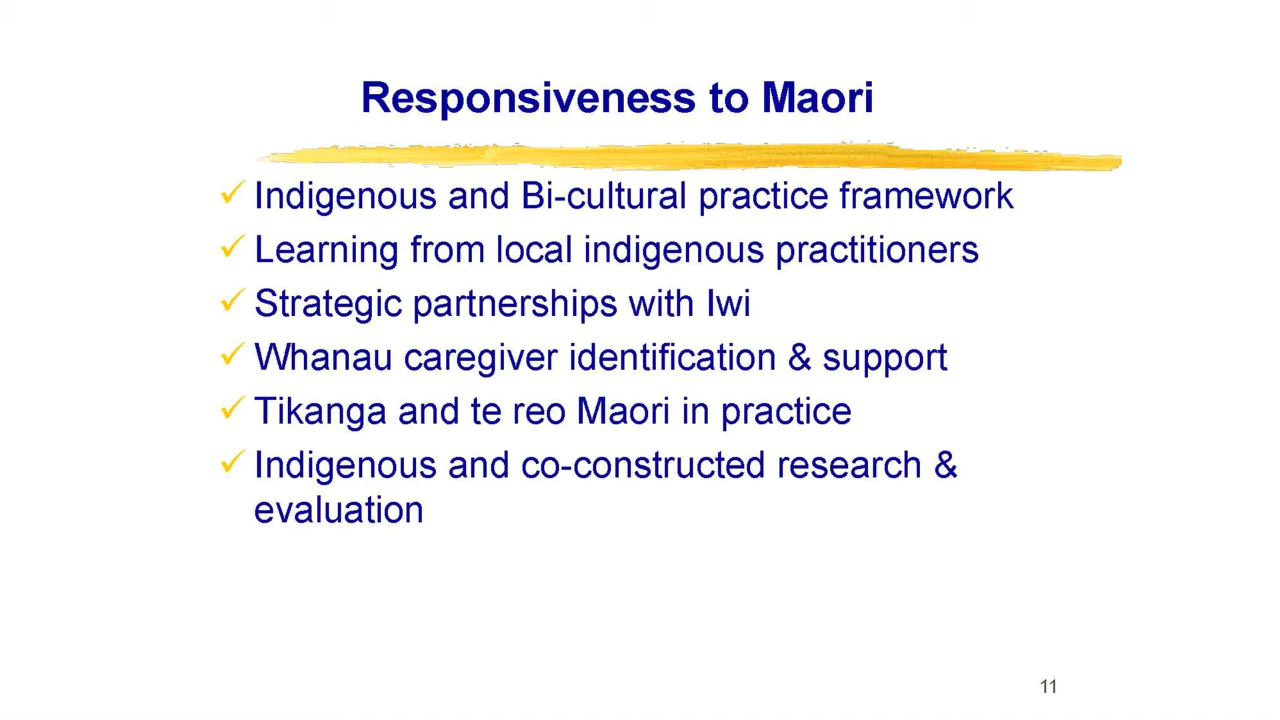 Responsiveness to Maori
✓ Indigenous and Bi-cultural practice framework
✓ Learning from local indigenous practitioners
✓ Strategic partnerships with Iwi
✓ Whanau caregiver identification & support
✓ Tikanga and te reo Maori in practice
✓ Indigenous and co-constructed research &
evaluation
11